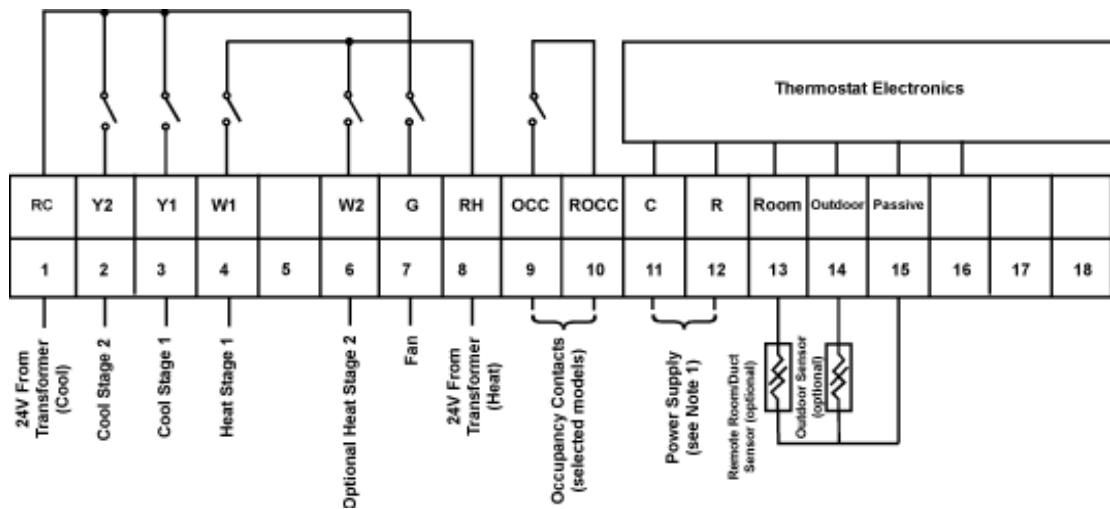 Thermostat Electronics
RC Y2 Y1 W1 W2 G RH OCC ROCC C R Room Outdoor Passive
1 2 3 4 5 6 7 8 9 10 11 12 13 14 15 16 17 18
24V From
Transformer
(Cool)
Cool Stage 2
Cool Stage 1
Heat Stage 1
Optional Heat Stage 2
Fan
24V From
Transformer
(Heat)
Occupancy Contacts
(selected models)
Power Supply
(see Note 1)
Remote Room/Duct
Sensor (optional)
Outdoor Sensor
(optional)